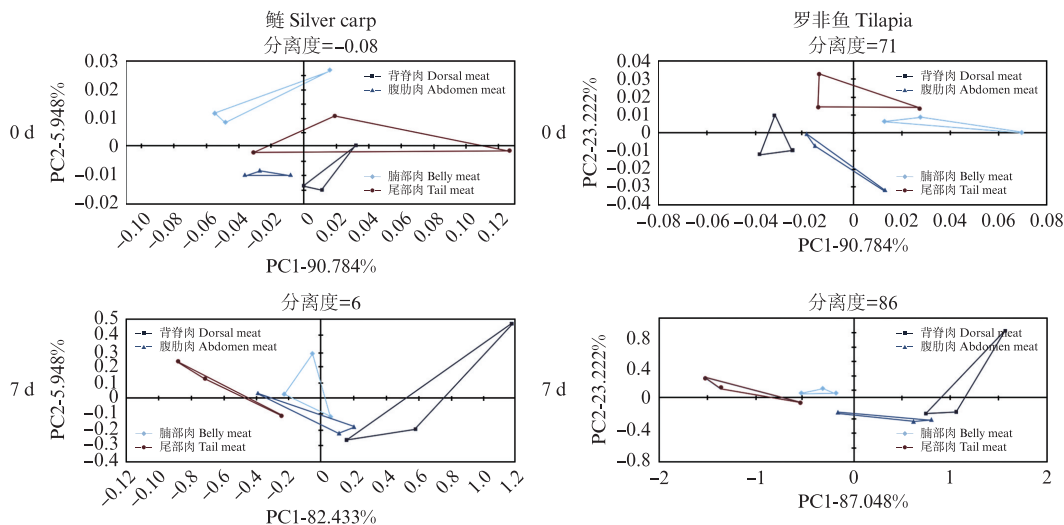 鲢 Silver carp
分离度=-0.08
0.03
0.02
0.01
0
-0.01
-0.02
PC2-5.948%
0 d
背脊肉 Dorsal meat
腹肋肉 Abdomen meat
腩部肉 Belly meat
尾部肉 Tail meat
-0.10
-0.08
-0.06
-0.04
-0.02
0
0.02
0.04
0.06
0.08
0.10
0.12
PC1-90.784%
罗非鱼 Tilapia
分离度=71
0.04
0.03
0.02
0.01
0
-0.01
-0.02
-0.03
-0.04
PC2-23.222%
0 d
背脊肉 Dorsal meat
腹肋肉 Abdomen meat
腩部肉 Belly meat
尾部肉 Tail meat
-0.08
-0.06
-0.04
-0.02
0
0.02
0.04
0.06
0.08
PC1-90.784%
分离度=6
0.5
0.4
0.3
0.2
0.1
0
-0.1
-0.2
-0.3
-0.4
PC2-5.948%
7 d
背脊肉 Dorsal meat
腹肋肉 Abdomen meat
腩部肉 Belly meat
尾部肉 Tail meat
-0.12
-0.10
-0.08
-0.6
-0.4
-0.2
0
0.2
0.4
0.6
0.8
1.0
1.2
PC1-82.433%
分离度=86
0.8
0.4
0
-0.4
-0.8
PC2-23.222%
7 d
背脊肉 Dorsal meat
腹肋肉 Abdomen meat
腩部肉 Belly meat
尾部肉 Tail meat
-2
-1
0
1
2
PC1-87.048%